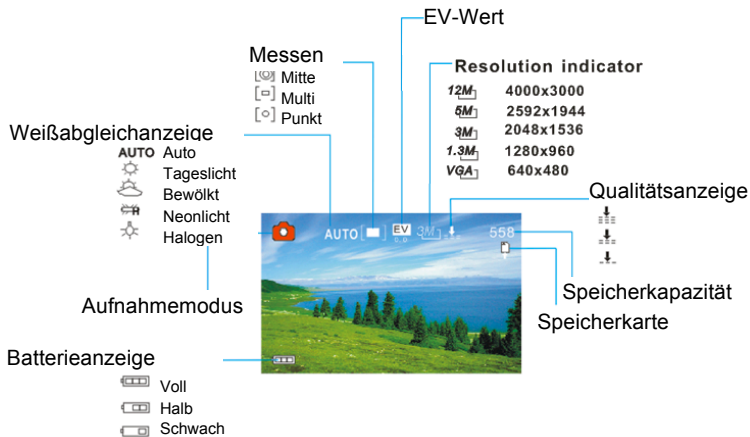 EV-Wert
Messen
Mitte
Multi
Punkt
Resolution indicator
12M 4000x3000
5M 2592x1944
3M 2048x1536
1.3M 1280x960
VGA 640x480
Weißabgleichanzeige
AUTO Auto
Tageslicht
Bewölkt
Neonlicht
Halogen
Qualitätsanzeige
AUTO EV 3M 558
Aufnahmemodus
Speicherkapazität
Speicherkarte
Batterieanzeige
Voll
Halb
Schwach